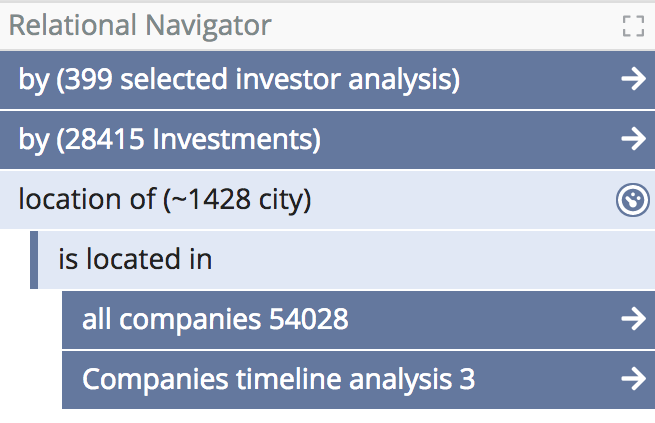 Relational Navigator
by (399 selected investor analysis)
by (28415 Investments)
location of (~1428 city)
is located in
all companies 54028
Companies timeline analysis 3